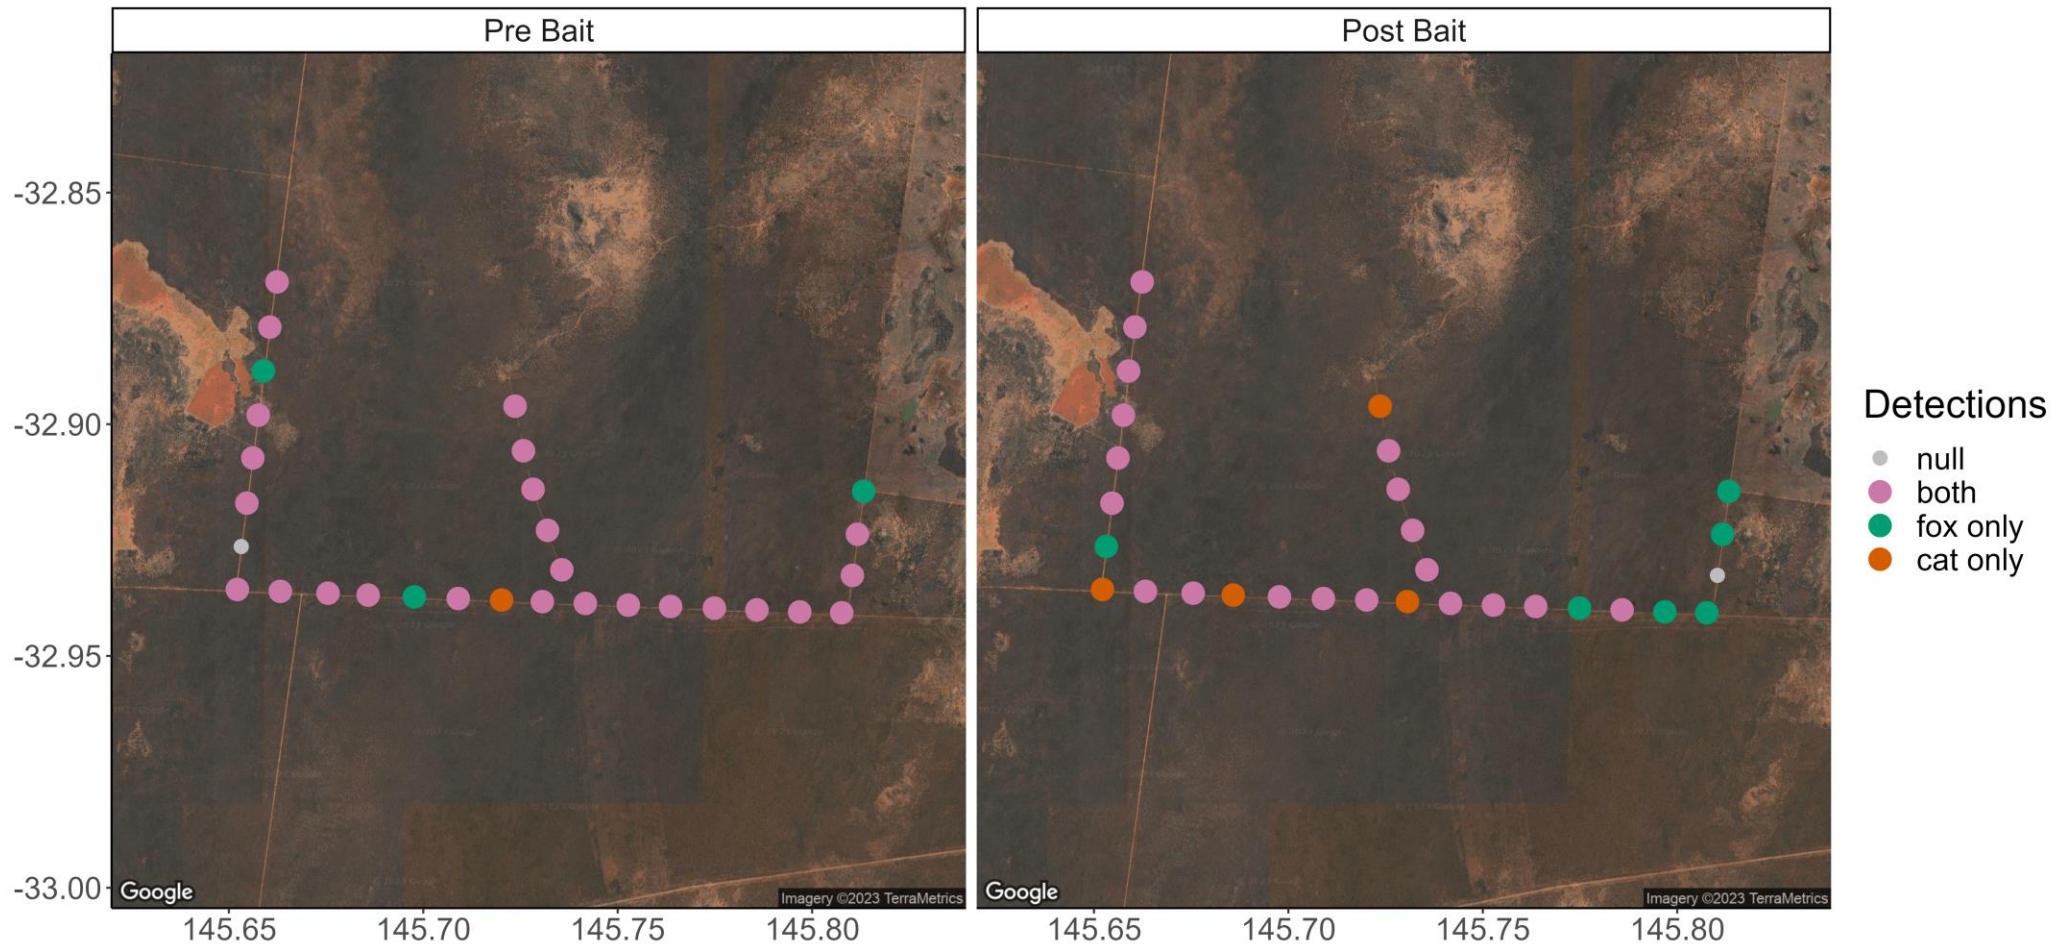 Pre Bait
Post Bait
-32.85
-32.90
-32.95
-33.00
Detections
null
both
fox only
cat only
Google
Imagery ©2023 TerraMetrics
Google
Imagery ©2023 TerraMetrics
145.65 145.70 145.75 145.80
145.65 145.70 145.75 145.80